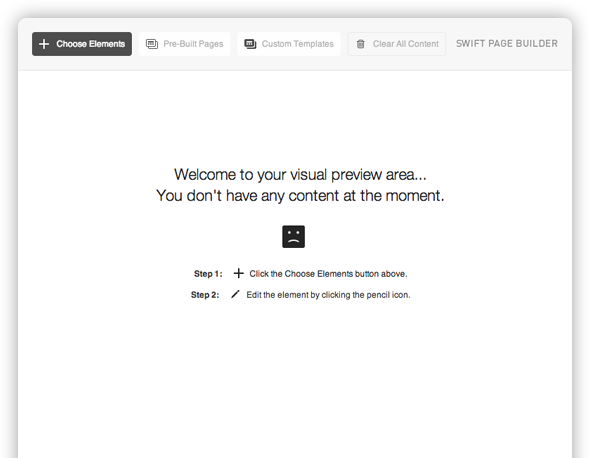 Choose Elements Pre-Built Pages Custom Templates Clear All Content SWIFT PAGE BUILDER
Welcome to your visual preview area...
You don't have any content at the moment.
Step 1: Click the Choose Elements button above.
Step 2: Edit the element by clicking the pencil icon.